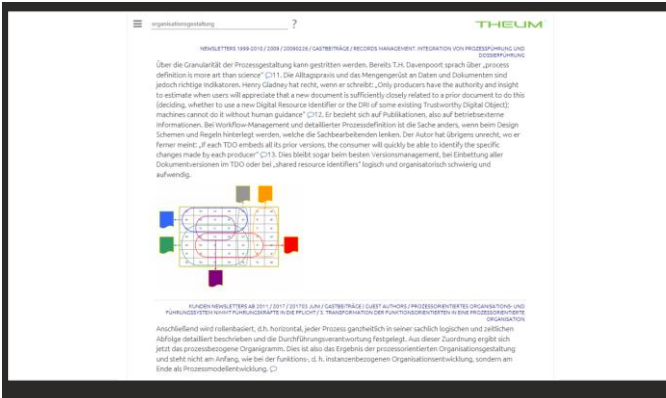 organisationsgestaltung ? THEUM
NEWSLETTERS 1999-2010 / 2009 / 20090226 / GASTBEITRÄGE / RECORDS MANAGEMENT: INTEGRATION VON PROZESSFÜHRUNG UND
DOSSIERFÜHRUNG
Über die Granularität der Prozessgestaltung kann gestritten werden. Bereits T.H. Davenpoort sprach über „process
definition is more art than science" 11. Die Alltagspraxis und das Mengengerüst an Daten und Dokumenten sind
jedoch richtige Indikatoren. Henry Gladney hat recht, wenn er schreibt: „Only producers have the authority and insight
to estimate when users will appreciate that a new document is sufficiently closely related to a prior document to do this
(deciding, whether to use a new Digital Resource Identifier or the DRI of some existing Trustworthy Digital Object);
machines cannot do it without human guidance" 12. Er bezieht sich auf Publikationen, also auf betriebsexterne
Informationen. Bei Workflow-Management und detaillierter Prozessdefinition ist die Sache anders, wenn beim Design
Schemen und Regeln hinterlegt werden, welche die Sachbearbeitenden lenken. Der Autor hat übrigens unrecht, wo er
ferner meint: „If each TDO embeds all its prior versions, the consumer will quickly be able to identify the specific
changes made by each producer" 13. Dies bleibt sogar beim besten Versionsmanagement, bei Einbettung aller
Dokumentversionen im TDO oder bei „shared resource identifiers" logisch und organisatorisch schwierig und
aufwendig.
KUNDEN NEWSLETTERS AB 2011 / 2017 / 201703 JUNI / GASTBEITRÄGE / GUEST AUTHORS / PROZESSORIENTIERTES ORGANISATIONS- UND
FÜHRUNGSSYSTEM NIMMT FÜHRUNGSKRÄFTE IN DIE PFLICHT / 3. TRANSFORMATION DER FUNKTIONSORIENTIERTEN IN EINE PROZESSORIENTIERTE
ORGANISATION
Anschließend wird rollenbasiert, d.h. horizontal, jeder Prozess ganzheitlich in seiner sachlich logischen und zeitlichen
Abfolge detailliert beschrieben und die Durchführungsverantwortung festgelegt. Aus dieser Zuordnung ergibt sich
jetzt das prozessbezogene Organigramm. Dies ist also das Ergebnis der prozessorientierten Organisationsgestaltung
und steht nicht am Anfang, wie bei der funktions-, d. h. instanzenbezogenen Organisationsentwicklung, sondern am
Ende als Prozessmodellentwicklung.